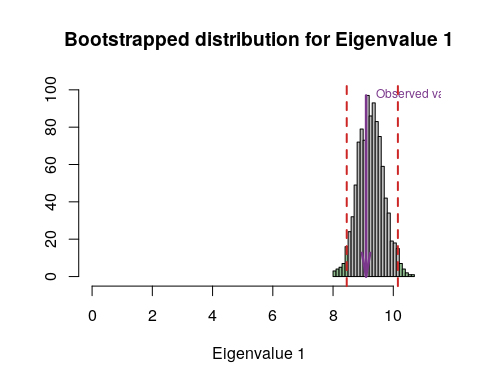 Bootstrapped distribution for Eigenvalue 1
Observed va
100
80
60
40
20
0
0 2 4 6 8 10
Eigenvalue 1